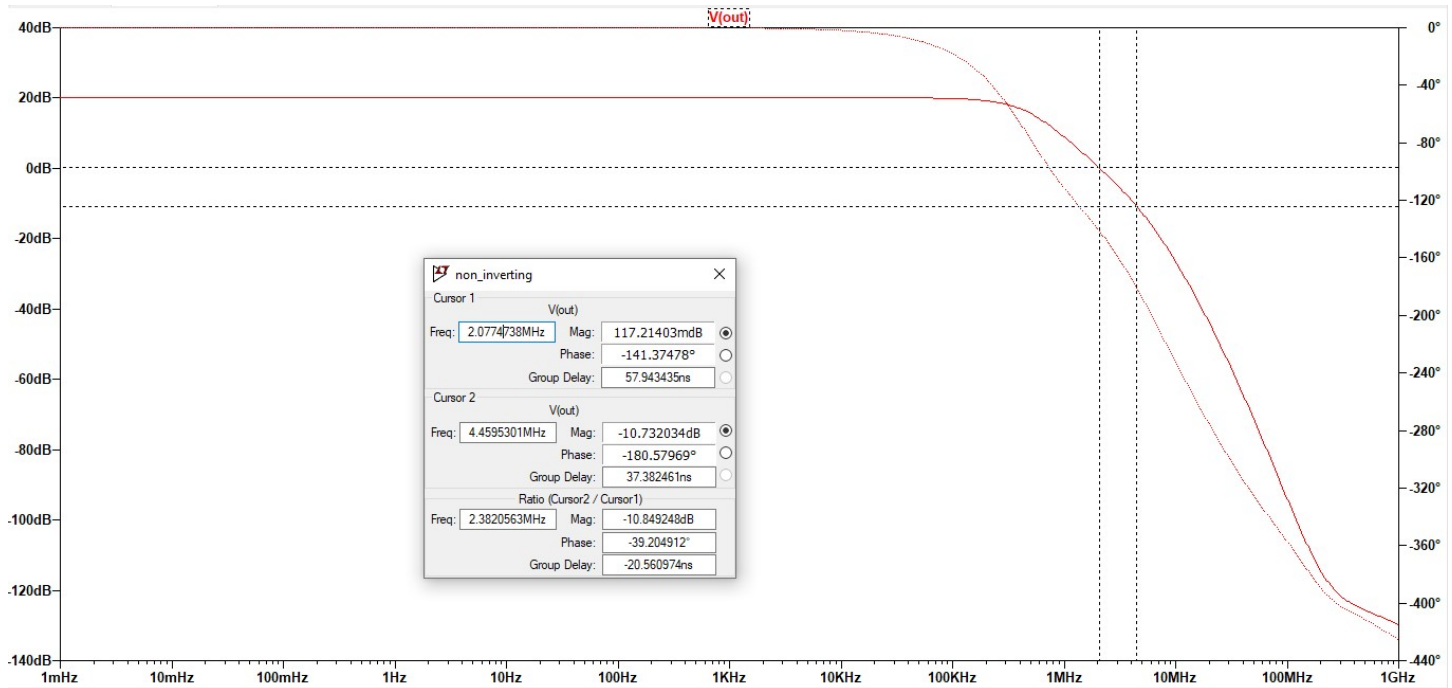 V(out)
40dB
20dB
0dB
-20dB
-40dB
-60dB
-80dB
-100dB
-120dB
-140dB
0°
-40°
-80°
-120°
-160°
-200°
-240°
-280°
-320°
-360°
-400°
-440°
non_inverting
Cursor 1
V(out)
Freq: 2.0774738MHz Mag: 117.21403mdB
Phase: -141.37478°
Group Delay: 57.943435ns
Cursor 2
V(out)
Freq: 4.4595301MHz Mag: -10.732034dB
Phase: -180.57969°
Group Delay: 37.382461ns
Ratio (Cursor2 / Cursor1)
Freq: 2.3820563MHz Mag: -10.849248dB
Phase: -39.204912°
Group Delay: -20.560974ns
1mHz 10mHz 100mHz 1Hz 10Hz 100Hz 1KHz 10KHz 100KHz 1MHz 10MHz 100MHz 1GHz